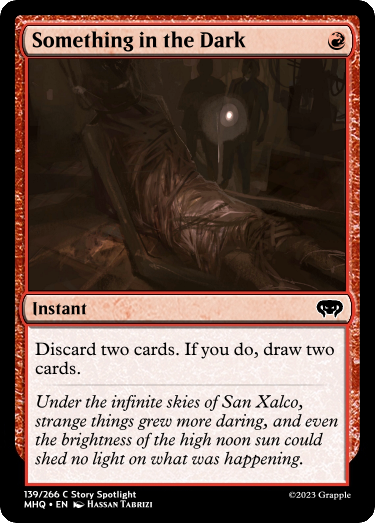 Something in the Dark
Instant
Discard two cards. If you do, draw two
cards.
Under the infinite skies of San Xalco,
strange things grew more daring, and even
the brightness of the high noon sun could
shed no light on what was happening.
139/266 C Story Spotlight
MHQ • EN Hassan Tabrizi
©2023 Grapple